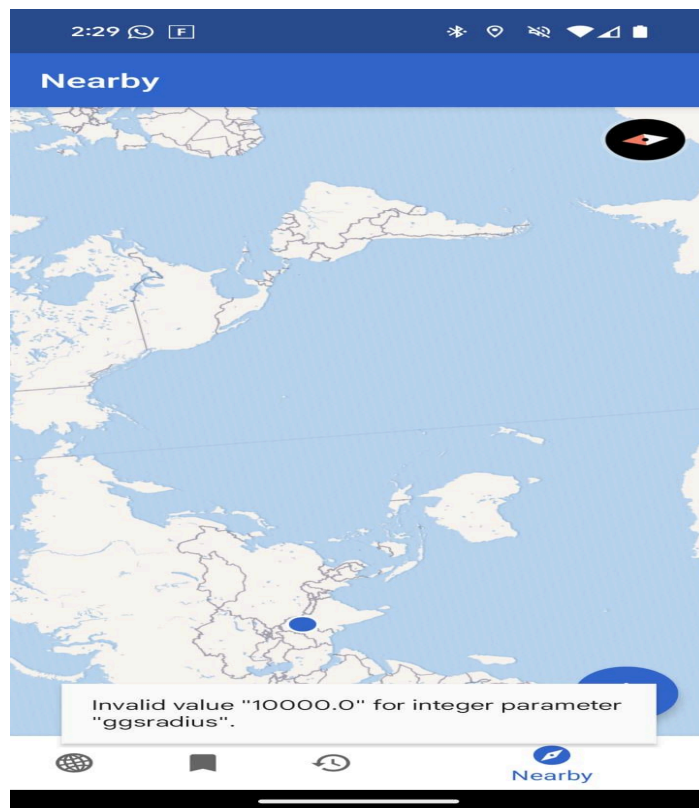 2:29 F
Nearby
Invalid value "10000.0" for integer parameter
"ggsradius".
Nearby